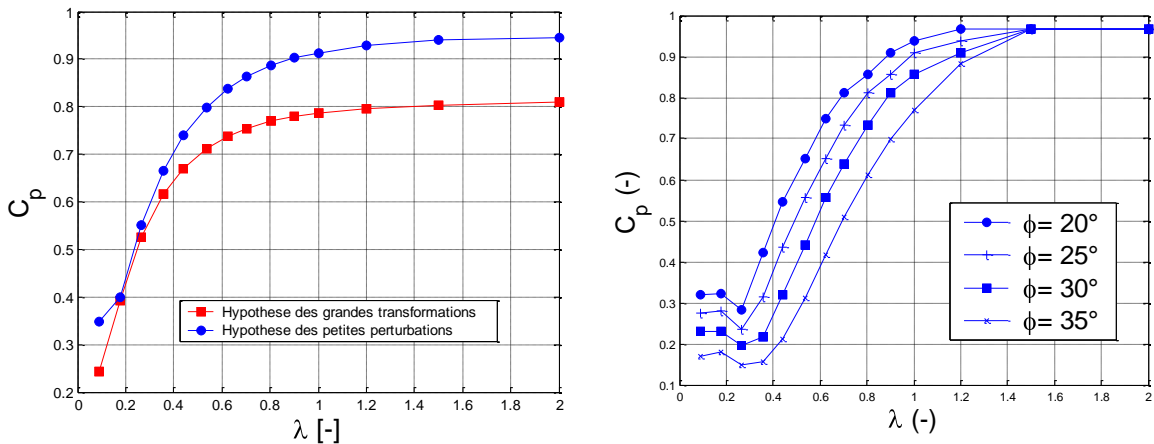 1
0.9
0.8
0.7
0.6
0.5
0.4
0.3
0.2
0 0.2 0.4 0.6 0.8 1 1.2 1.4 1.6 1.8 2
C_p
λ [-]
Hypothese des grandes transformations
Hypothese des petites perturbations
1
0.9
0.8
0.7
0.6
0.5
0.4
0.3
0.2
0.1
0 0.2 0.4 0.6 0.8 1 1.2 1.4 1.6 1.8 2
C_p (-)
λ (-)
ϕ= 20°
ϕ= 25°
ϕ= 30°
ϕ= 35°